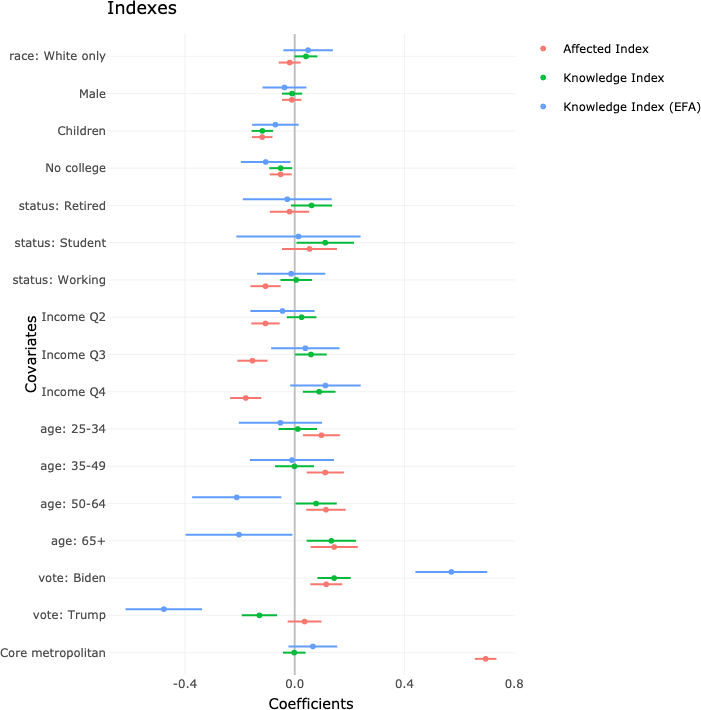 Indexes
Affected Index
Knowledge Index
Knowledge Index (EFA)
Covariates
race: White only
Male
Children
No college
status: Retired
status: Student
status: Working
Income Q2
Income Q3
Income Q4
age: 25-34
age: 35-49
age: 50-64
age: 65+
vote: Biden
vote: Trump
Core metropolitan
-0.4 0.0 0.4 0.8
Coefficients